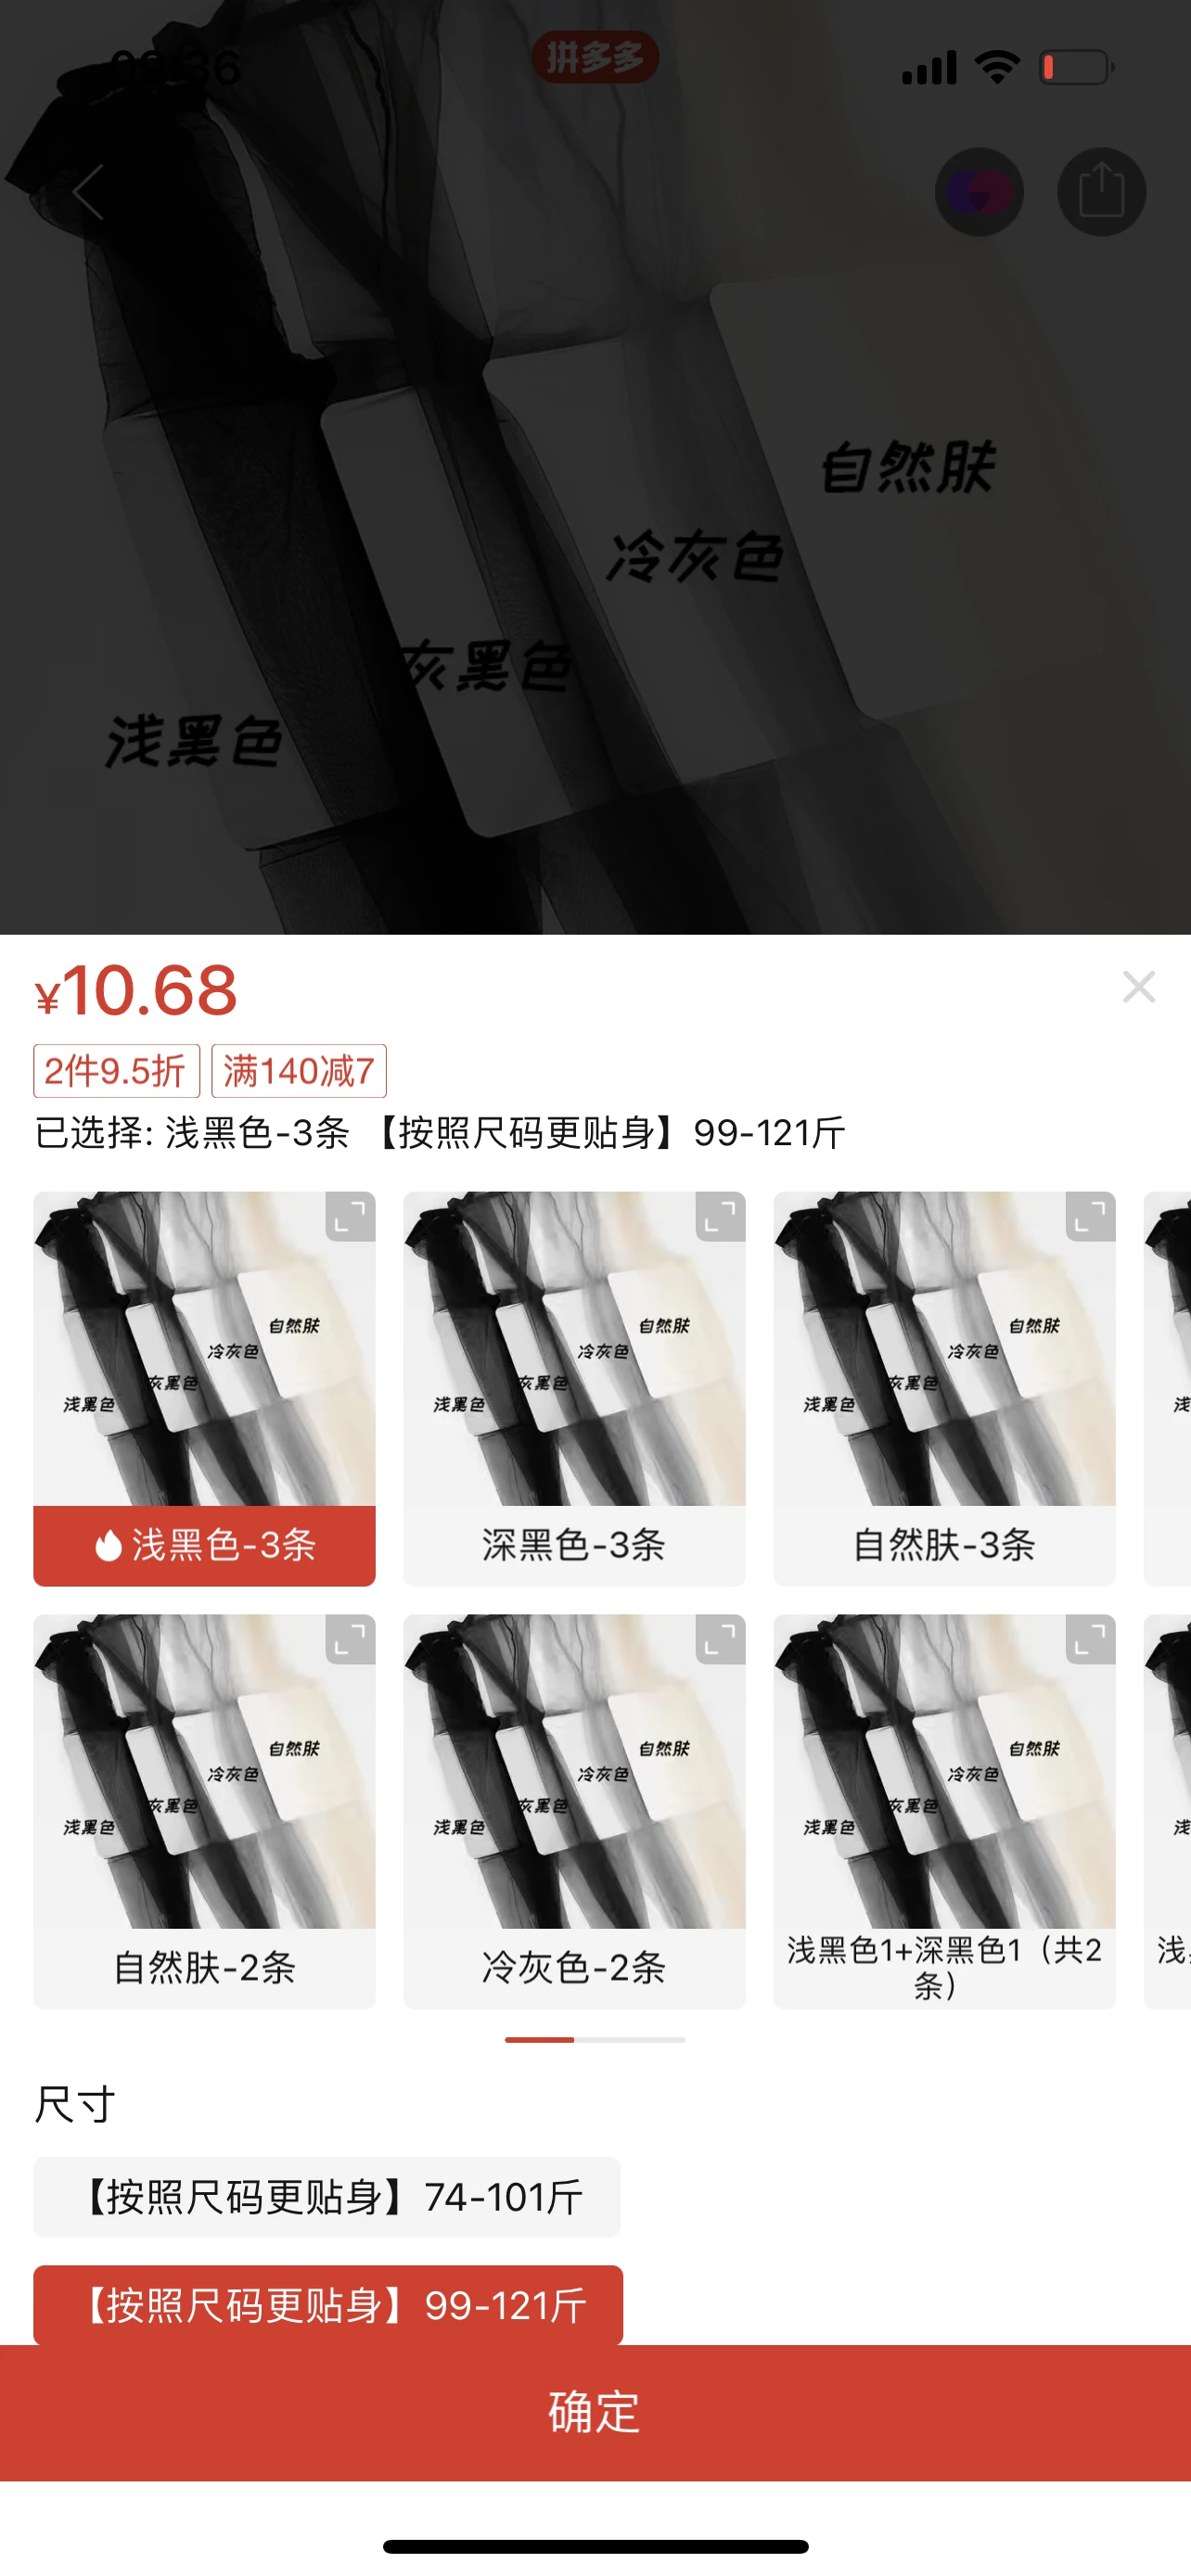 09:36
拼多多
自然肤
冷灰色
灰黑色
浅黑色
¥10.68
2件9.5折 满140减7
已选择: 浅黑色-3条 【按照尺码更贴身】99-121斤
自然肤
冷灰色
灰黑色
浅黑色
自然肤
冷灰色
灰黑色
浅黑色
自然肤
冷灰色
灰黑色
浅黑色
浅
浅黑色-3条
深黑色-3条
自然肤-3条
自然肤
冷灰色
灰黑色
浅黑色
自然肤
冷灰色
灰黑色
浅黑色
自然肤
冷灰色
灰黑色
浅黑色
浅
自然肤-2条
冷灰色-2条
浅黑色1+深黑色1（共2
条）
浅
尺寸
【按照尺码更贴身】74-101斤
【按照尺码更贴身】99-121斤
确定